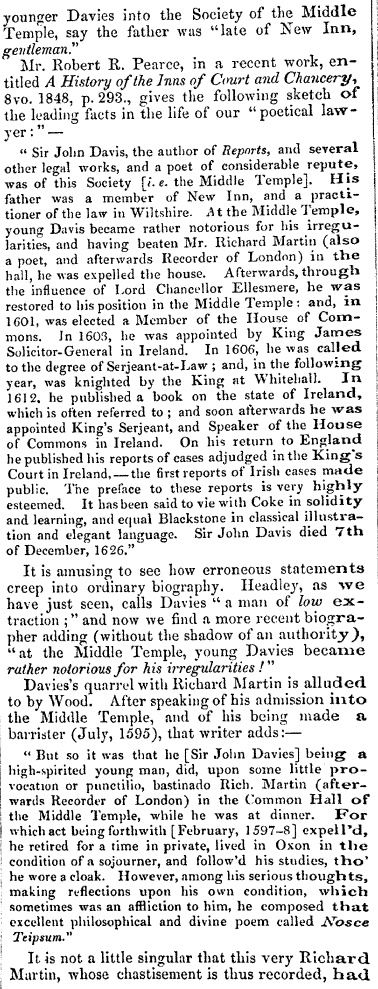 younger Davies into the Society of the Middle
Temple, say the father was "late of New Inn,
gentleman."
Mr. Robert R. Pearce, in a recent work, en-
titled A History of the Inns of Court and Chancery,
8vo. 1848, p. 293., gives the following sketch of
the leading facts in the life of our "poetical law-
yer:"—
"Sir John Davis, the author of Reports, and several
other legal works, and a poet of considerable repute,
was of this Society [i. e. the Middle Temple]. His
father was a member of New Inn, and a practi-
tioner of the law in Wiltshire. At the Middle Temple,
young Davis became rather notorious for his irregu-
larities, and having beaten Mr. Richard Martin (also
a poet, and afterwards Recorder of London) in the
hall, he was expelled the house. Afterwards, through
the influence of Lord Chancellor Ellesmere, he was
restored to his position in the Middle Temple: and, in
1601, was elected a Member of the House of Com-
mons. In 1603, he was appointed by King James
Solicitor-General in Ireland. In 1606, he was called
to the degree of Serjeant-at-Law; and, in the following
year, was knighted by the King at Whitehall. In
1612, he published a book on the state of Ireland,
which is often referred to; and soon afterwards he was
appointed King's Serjeant, and Speaker of the House
of Commons in Ireland. On his return to England
he published his reports of cases adjudged in the King's
Court in Ireland,—the first reports of Irish cases made
public. The preface to these reports is very highly
esteemed. It has been said to vie with Coke in solidity
and learning, and equal Blackstone in classical illustra-
tion and elegant language. Sir John Davis died 7th
of December, 1626."
It is amusing to see how erroneous statements
creep into ordinary biography. Headley, as we
have just seen, calls Davies "a man of low ex-
traction;" and now we find a more recent biogra-
pher adding (without the shadow of an authority),
"at the Middle Temple, young Davies became
rather notorious for his irregularities!"
Davies's quarrel with Richard Martin is alluded
to by Wood. After speaking of his admission into
the Middle Temple, and of his being made a
barrister (July, 1595), that writer adds:—
"But so it was that he [Sir John Davies] being a
high-spirited young man, did, upon some little pro-
vocation or punctilio, bastinado Rich. Martin (after-
wards Recorder of London) in the Common Hall of
the Middle Temple, while he was at dinner. For
which act being forthwith [February, 1597-8] expell'd,
he retired for a time in private, lived in Oxon in the
condition of a sojourner, and follow'd his studies, tho'
he wore a cloak. However, among his serious thoughts,
making reflections upon his own condition, which
sometimes was an affliction to him, he composed that
excellent philosophical and divine poem called Nosce
Teipsum."
It is not a little singular that this very Richard
Martin, whose chastisement is thus recorded, had